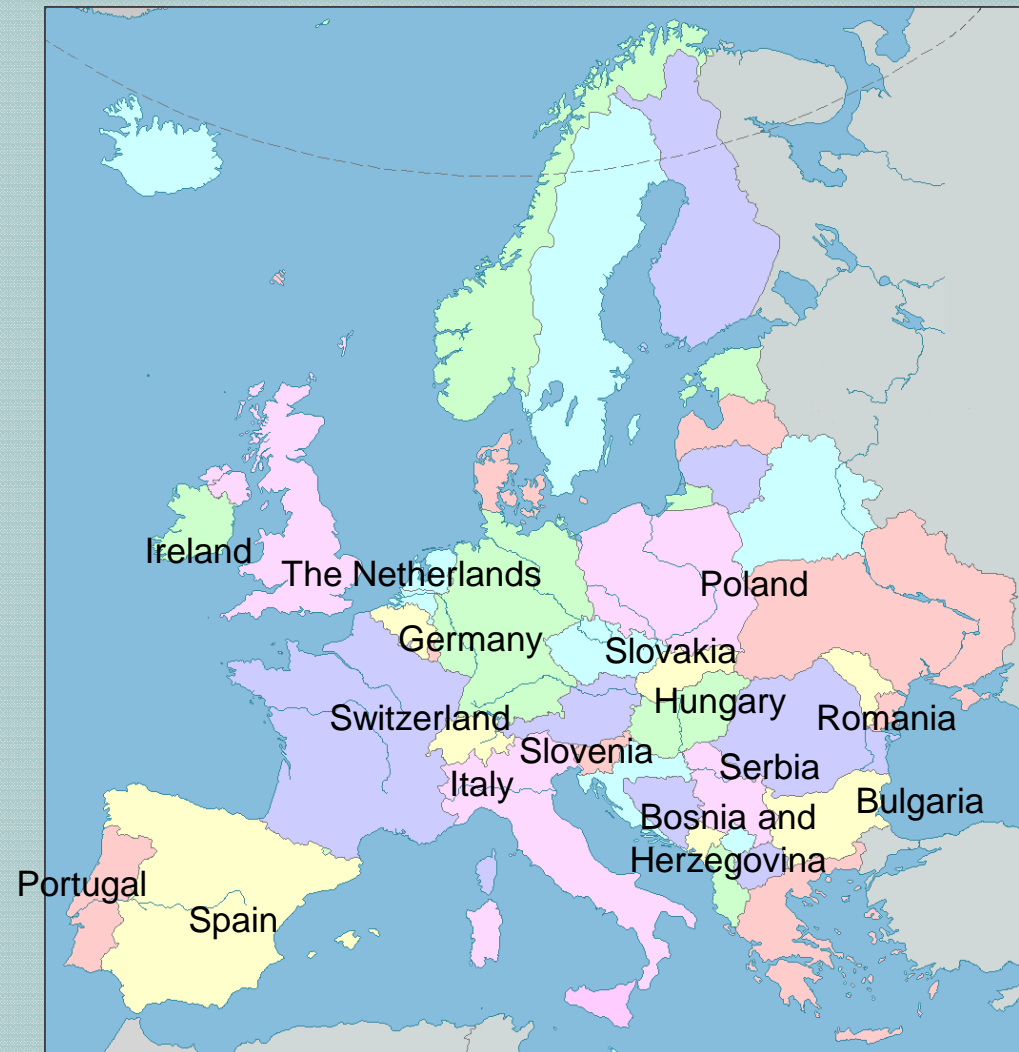 Ireland
The Netherlands
Poland
Germany
Slovakia
Hungary
Switzerland
Romania
Slovenia
Serbia
Italy
Bulgaria
Bosnia and
Herzegovina
Portugal
Spain